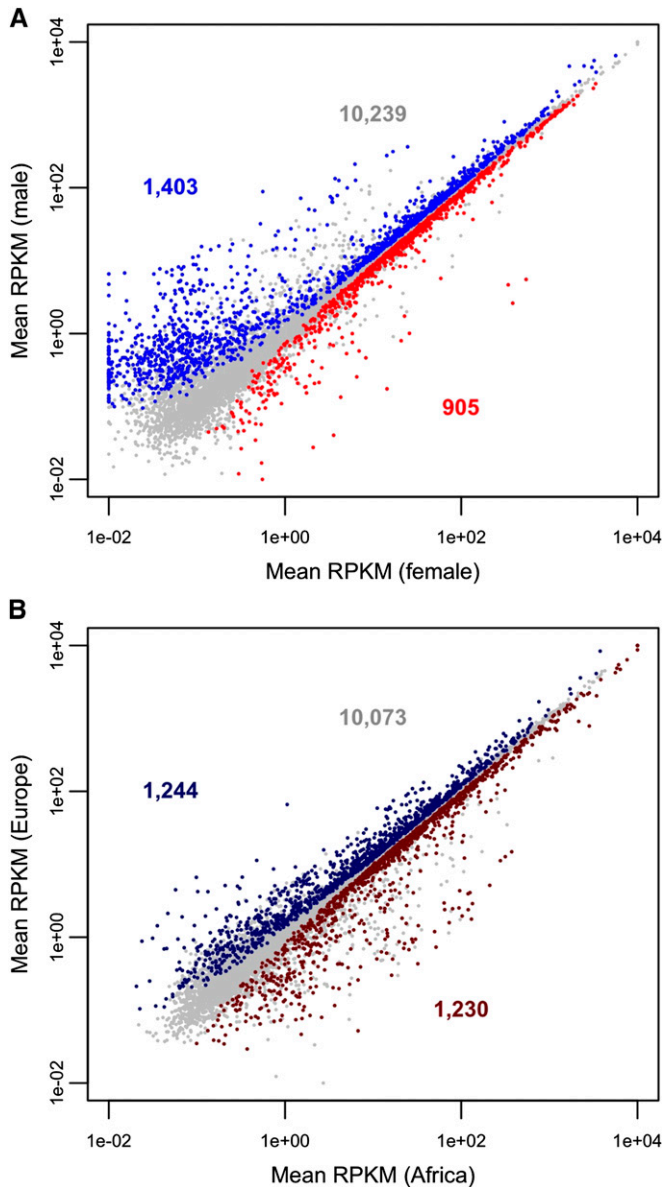 A
1e+04
10,239
1e+02
1,403
Mean RPKM (male)
1e+00
905
1e-02
1e-02 1e+00 1e+02 1e+04
Mean RPKM (female)
B
1e+04
10,073
1e+02
1,244
Mean RPKM (Europe)
1e+00
1,230
1e-02
1e-02 1e+00 1e+02 1e+04
Mean RPKM (Africa)